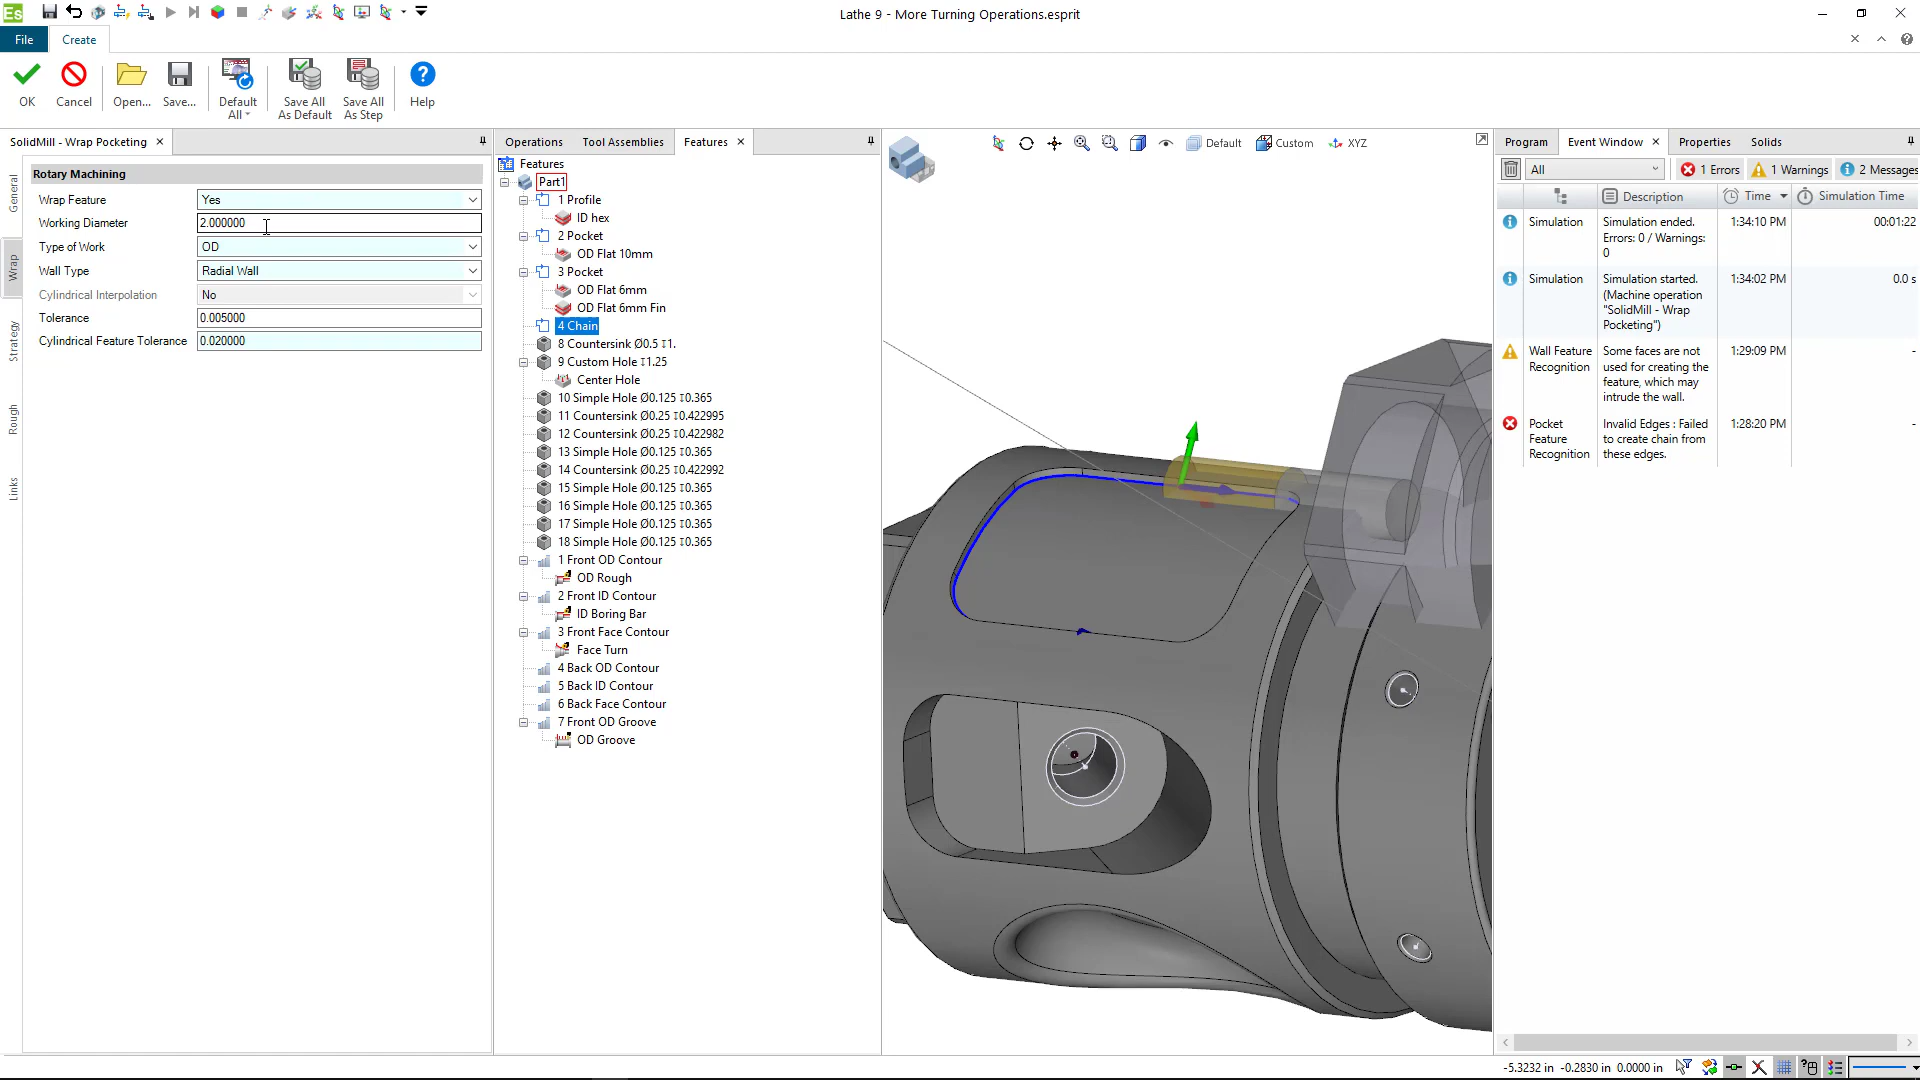 Es
Lathe 9 - More Turning Operations.esprit
File
Create
OK
Cancel
Open...
Save...
Default
All
Save All
As Default
Save All
As Step
Help
SolidMill - Wrap Pocketing
General
Wrap
Strategy
Rough
Links
Rotary Machining
Wrap Feature Yes
Working Diameter 2.000000
Type of Work OD
Wall Type Radial Wall
Cylindrical Interpolation No
Tolerance 0.005000
Cylindrical Feature Tolerance 0.020000
Operations
Tool Assemblies
Features
Features
Part1
1 Profile
ID hex
2 Pocket
OD Flat 10mm
3 Pocket
OD Flat 6mm
OD Flat 6mm Fin
4 Chain
8 Countersink Ø0.5 ↧1.
9 Custom Hole ↧1.25
Center Hole
10 Simple Hole Ø0.125 ↧0.365
11 Countersink Ø0.25 ↧0.422995
12 Countersink Ø0.25 ↧0.422982
13 Simple Hole Ø0.125 ↧0.365
14 Countersink Ø0.25 ↧0.422992
15 Simple Hole Ø0.125 ↧0.365
16 Simple Hole Ø0.125 ↧0.365
17 Simple Hole Ø0.125 ↧0.365
18 Simple Hole Ø0.125 ↧0.365
1 Front OD Contour
OD Rough
2 Front ID Contour
ID Boring Bar
3 Front Face Contour
Face Turn
4 Back OD Contour
5 Back ID Contour
6 Back Face Contour
7 Front OD Groove
OD Groove
Default
Custom
XYZ
Program
Event Window
Properties
Solids
All
1 Errors
1 Warnings
2 Messages
Description
Time
Simulation Time
Simulation
Simulation ended.
Errors: 0 / Warnings:
0
1:34:10 PM
00:01:22
Simulation
Simulation started.
(Machine operation
"SolidMill - Wrap
Pocketing")
1:34:02 PM
0.0 s
Wall Feature
Recognition
Some faces are not
used for creating the
feature, which may
intrude the wall.
1:29:09 PM
-
Pocket
Feature
Recognition
Invalid Edges : Failed
to create chain from
these edges.
1:28:20 PM
-
-5.3232 in -0.2830 in 0.0000 in